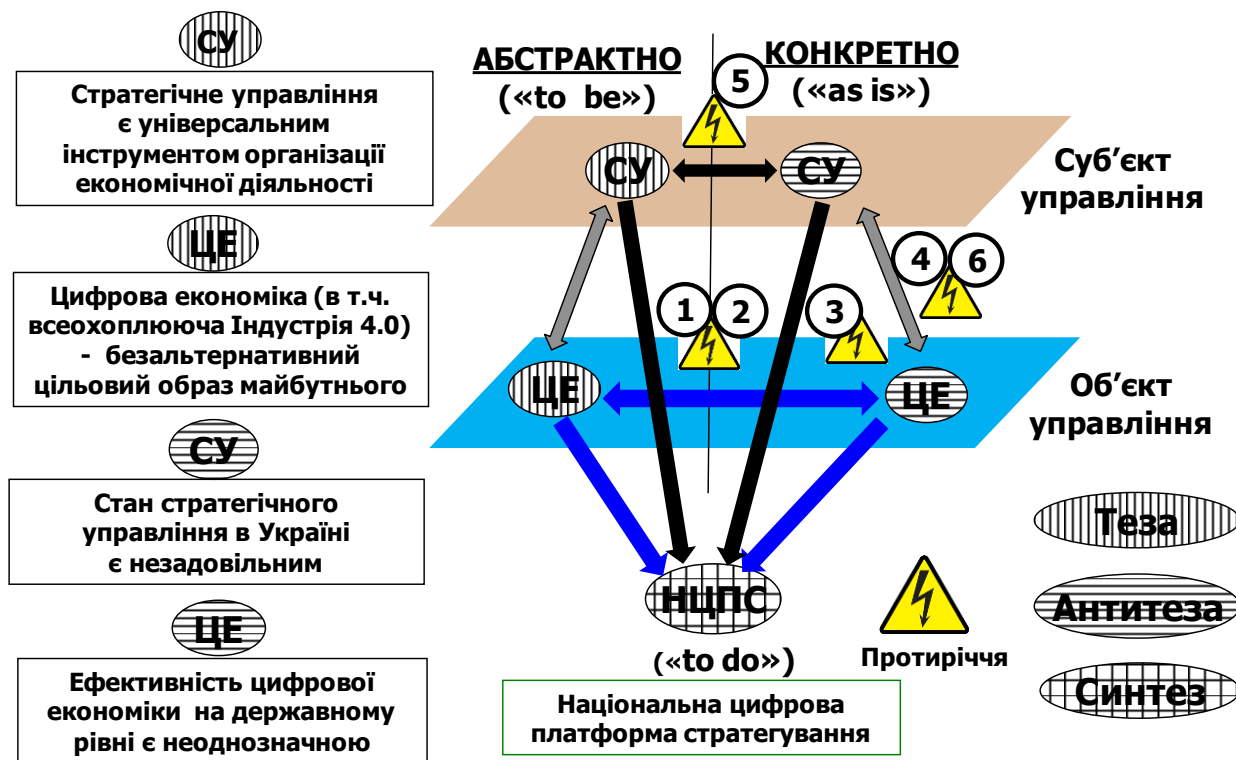 СУ
Стратегічне управління
є універсальним
інструментом організації
економічної діяльності
ЦЕ
Цифрова економіка (в т.ч.
всеохоплююча Індустрія 4.0)
- безальтернативний
цільовий образ майбутнього
СУ
Стан стратегічного
управління в Україні
є незадовільним
ЦЕ
Ефективність цифрової
економіки на державному
рівні є неоднозначною
АБСТРАКТНО
(«to be»)
КОНКРЕТНО
(«as is»)
5
СУ
СУ
Суб’єкт
управління
4
6
1
2
3
ЦЕ
ЦЕ
Об’єкт
управління
НЦПС
(«to do»)
Національна цифрова
платформа стратегування
Протиріччя
Теза
Антитеза
Синтез